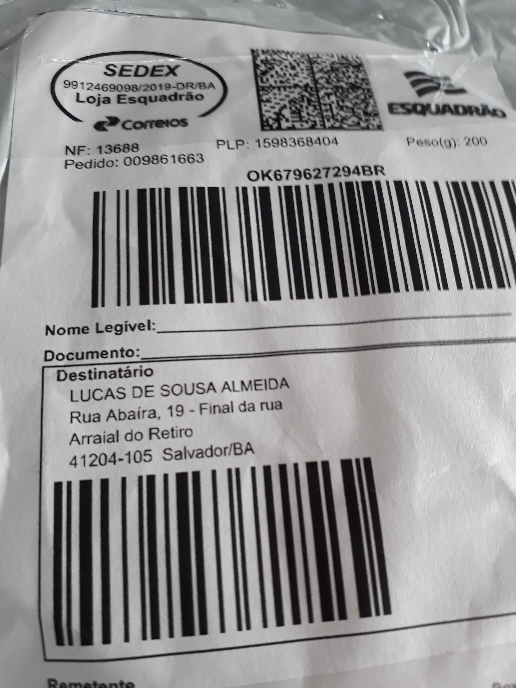 SEDEX
9912469098/2019-DR/BA
Loja Esquadrão
Correios
ESQUADRÃO
NF: 13688 PLP: 1598368404 Peso(g): 200
Pedido: 009861663
OK679627294BR
Nome Legível:
Documento:
Destinatário
LUCAS DE SOUSA ALMEIDA
Rua Abaíra, 19 - Final da rua
Arraial do Retiro
41204-105 Salvador/BA
Remetente